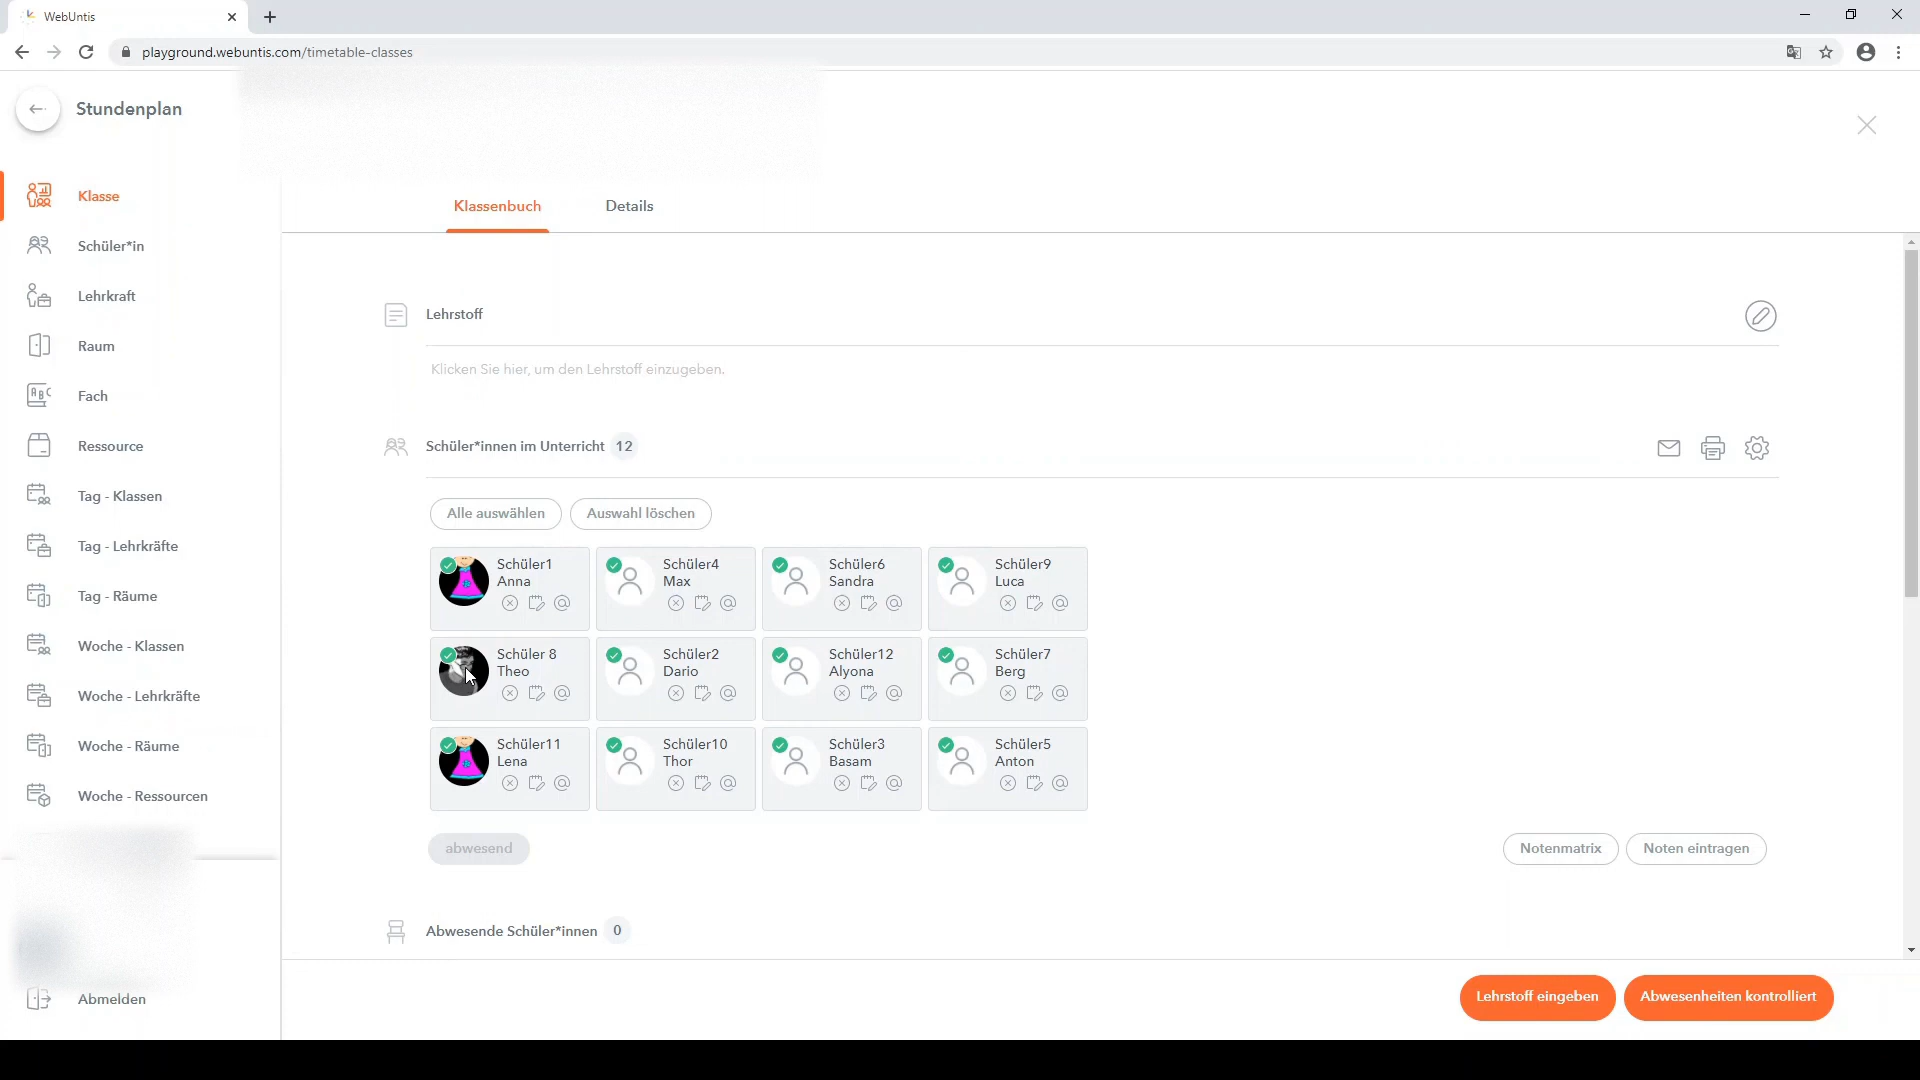 WebUntis
playground.webuntis.com/timetable-classes
Stundenplan
Klasse
Schüler*in
Lehrkraft
Raum
Fach
Ressource
Tag - Klassen
Tag - Lehrkräfte
Tag - Räume
Woche - Klassen
Woche - Lehrkräfte
Woche - Räume
Woche - Ressourcen
Abmelden
Klassenbuch Details
Lehrstoff
Klicken Sie hier, um den Lehrstoff einzugeben.
Schüler*innen im Unterricht 12
Alle auswählen Auswahl löschen
Schüler1 Schüler4 Schüler6 Schüler9
Anna Max Sandra Luca
Schüler 8 Schüler2 Schüler12 Schüler7
Theo Dario Alyona Berg
Schüler11 Schüler10 Schüler3 Schüler5
Lena Thor Basam Anton
abwesend Notenmatrix Noten eintragen
Abwesende Schüler*innen 0
Lehrstoff eingeben Abwesenheiten kontrolliert